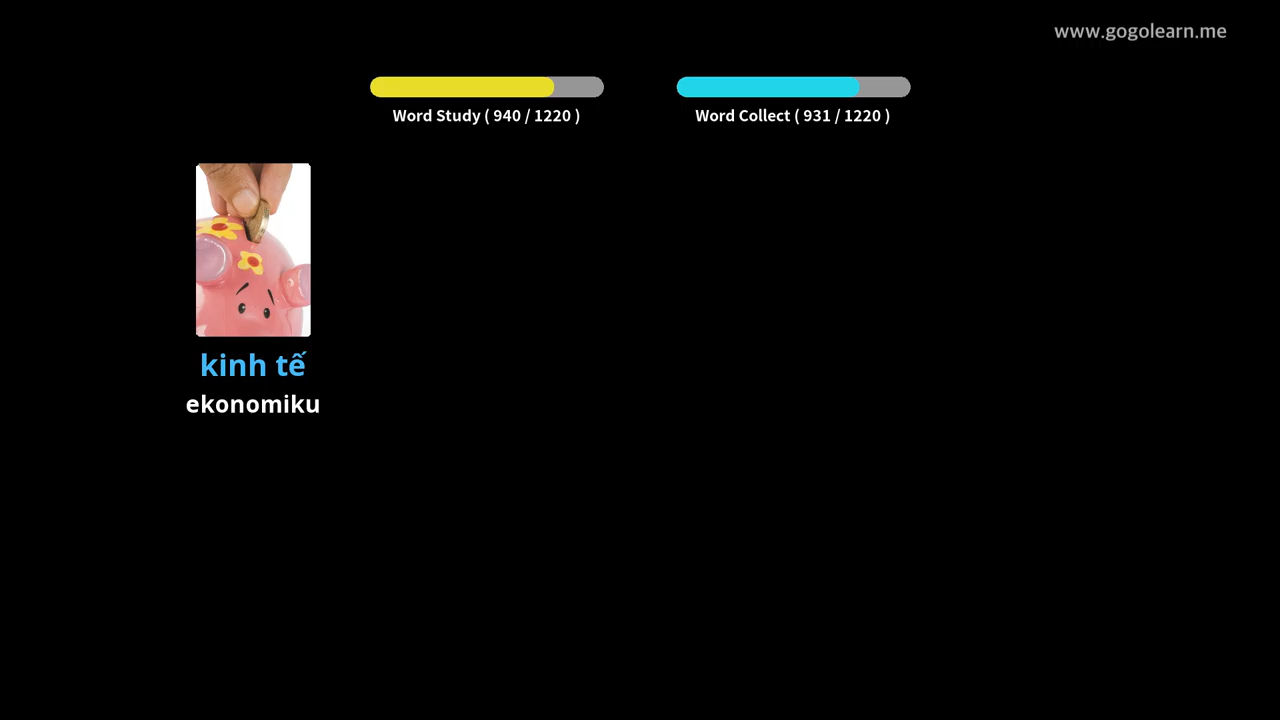 www.gogolearn.me
Word Study ( 940 / 1220 )
Word Collect ( 931 / 1220 )
kinh tế
ekonomiku